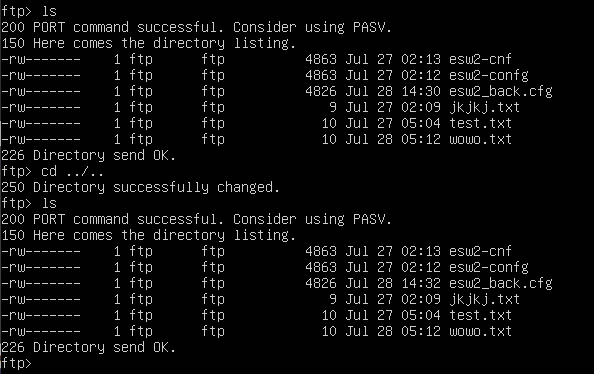 ftp> ls
200 PORT command successful. Consider using PASV.
150 Here comes the directory listing.
-rw-------    1 ftp      ftp          4863 Jul 27 02:13 esw2-cnf
-rw-------    1 ftp      ftp          4863 Jul 27 02:12 esw2-confg
-rw-------    1 ftp      ftp          4826 Jul 28 14:30 esw2_back.cfg
-rw-------    1 ftp      ftp             9 Jul 27 02:09 jkjkj.txt
-rw-------    1 ftp      ftp            10 Jul 27 05:04 test.txt
-rw-------    1 ftp      ftp            10 Jul 28 05:12 wowo.txt
226 Directory send OK.
ftp> cd ../..
250 Directory successfully changed.
ftp> ls
200 PORT command successful. Consider using PASV.
150 Here comes the directory listing.
-rw-------    1 ftp      ftp          4863 Jul 27 02:13 esw2-cnf
-rw-------    1 ftp      ftp          4863 Jul 27 02:12 esw2-confg
-rw-------    1 ftp      ftp          4826 Jul 28 14:32 esw2_back.cfg
-rw-------    1 ftp      ftp             9 Jul 27 02:09 jkjkj.txt
-rw-------    1 ftp      ftp            10 Jul 27 05:04 test.txt
-rw-------    1 ftp      ftp            10 Jul 28 05:12 wowo.txt
226 Directory send OK.
ftp>